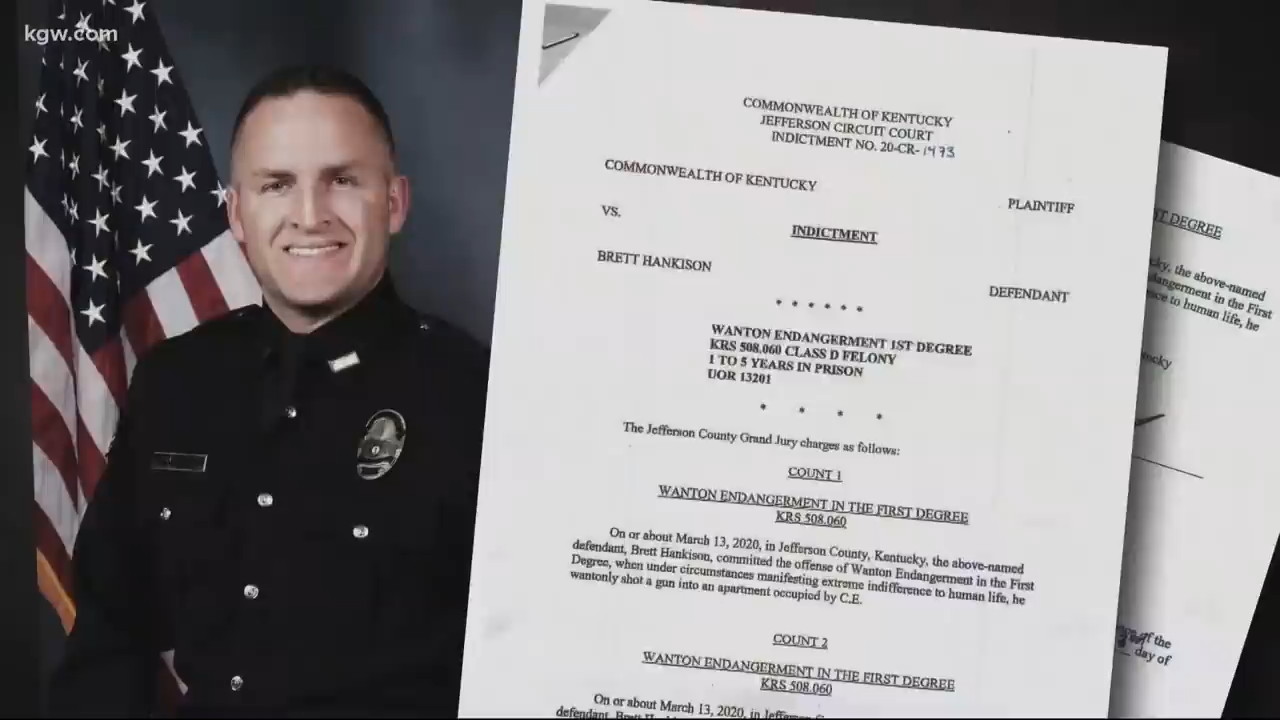 kgw.com
COMMONWEALTH OF KENTUCKY
JEFFERSON CIRCUIT COURT
INDICTMENT NO. 20-CR-1473
COMMONWEALTH OF KENTUCKY
PLAINTIFF
VS.
INDICTMENT
BRETT HANKISON
DEFENDANT
* * * * * *
WANTON ENDANGERMENT 1ST DEGREE
KRS 508.060 CLASS D FELONY
1 TO 5 YEARS IN PRISON
UOR 13201
* * * *
The Jefferson County Grand Jury charges as follows:
COUNT 1
WANTON ENDANGERMENT IN THE FIRST DEGREE
KRS 508.060
On or about March 13, 2020, in Jefferson County, Kentucky, the above-named
defendant, Brett Hankison, committed the offense of Wanton Endangerment in the First
Degree, when under circumstances manifesting extreme indifference to human life, he
wantonly shot a gun into an apartment occupied by C.E.
COUNT 2
WANTON ENDANGERMENT IN THE FIRST DEGREE
KRS 508.060
On or about March 13, 2020, in
defendant, Brett
DEGREE
the above-named
in the First
to human life, he
of the
day of